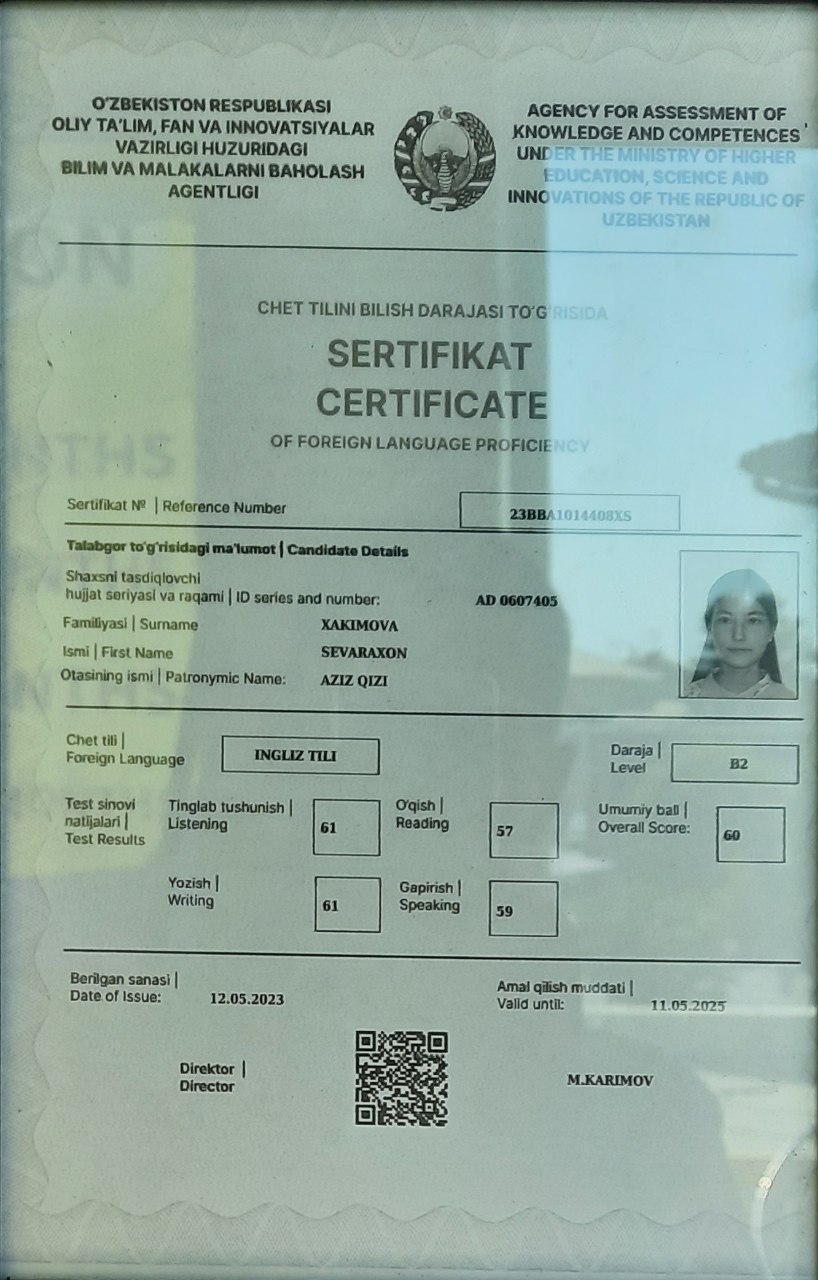 O'ZBEKISTON RESPUBLIKASI
OLIY TA'LIM, FAN VA INNOVATSIYALAR
VAZIRLIGI HUZURIDAGI
BILIM VA MALAKALARNI BAHOLASH
AGENTLIGI
AGENCY FOR ASSESSMENT OF
KNOWLEDGE AND COMPETENCES
UNDER THE MINISTRY OF HIGHER
EDUCATION, SCIENCE AND
INNOVATIONS OF THE REPUBLIC OF
UZBEKISTAN
CHET TILINI BILISH DARAJASI TO'G'RISIDA
SERTIFIKAT
CERTIFICATE
OF FOREIGN LANGUAGE PROFICIENCY
Sertifikat № | Reference Number 23BBA1014408XS
Talabgor to'g'risidagi ma'lumot | Candidate Details
Shaxsni tasdiqlovchi
hujjat seriyasi va raqami | ID series and number: AD 0607405
Familiyasi | Surname XAKIMOVA
Ismi | First Name SEVARAXON
Otasining ismi | Patronymic Name: AZIZ QIZI
Chet tili |
Foreign Language
INGLIZ TILI
Daraja |
Level
B2
Test sinovi
natijalari |
Test Results
Tinglab tushunish |
Listening
61
O'qish |
Reading
57
Umumiy ball |
Overall Score:
60
Yozish |
Writing
61
Gapirish |
Speaking
59
Berilgan sanasi |
Date of Issue: 12.05.2023
Amal qilish muddati |
Valid until: 11.05.2025
Direktor |
Director
M.KARIMOV